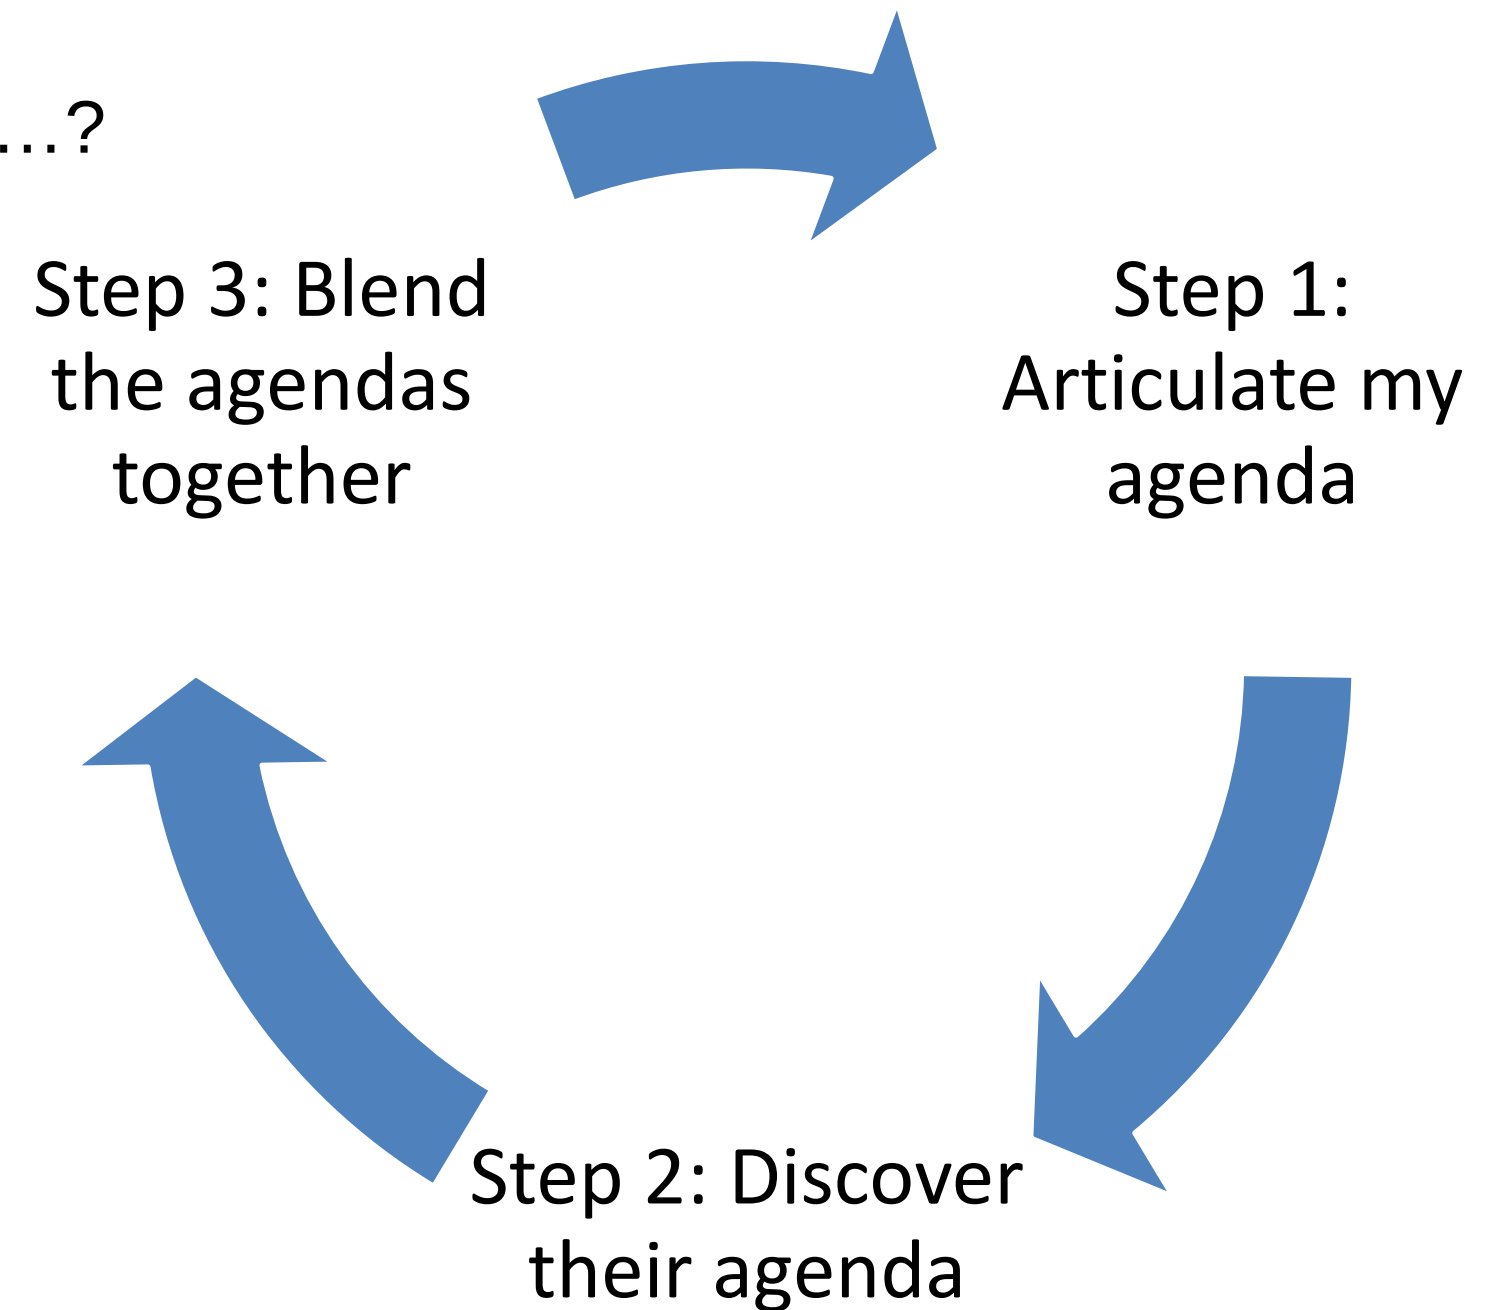 ...?
Step 3: Blend
the agendas
together
Step 1:
Articulate my
agenda
Step 2: Discover
their agenda